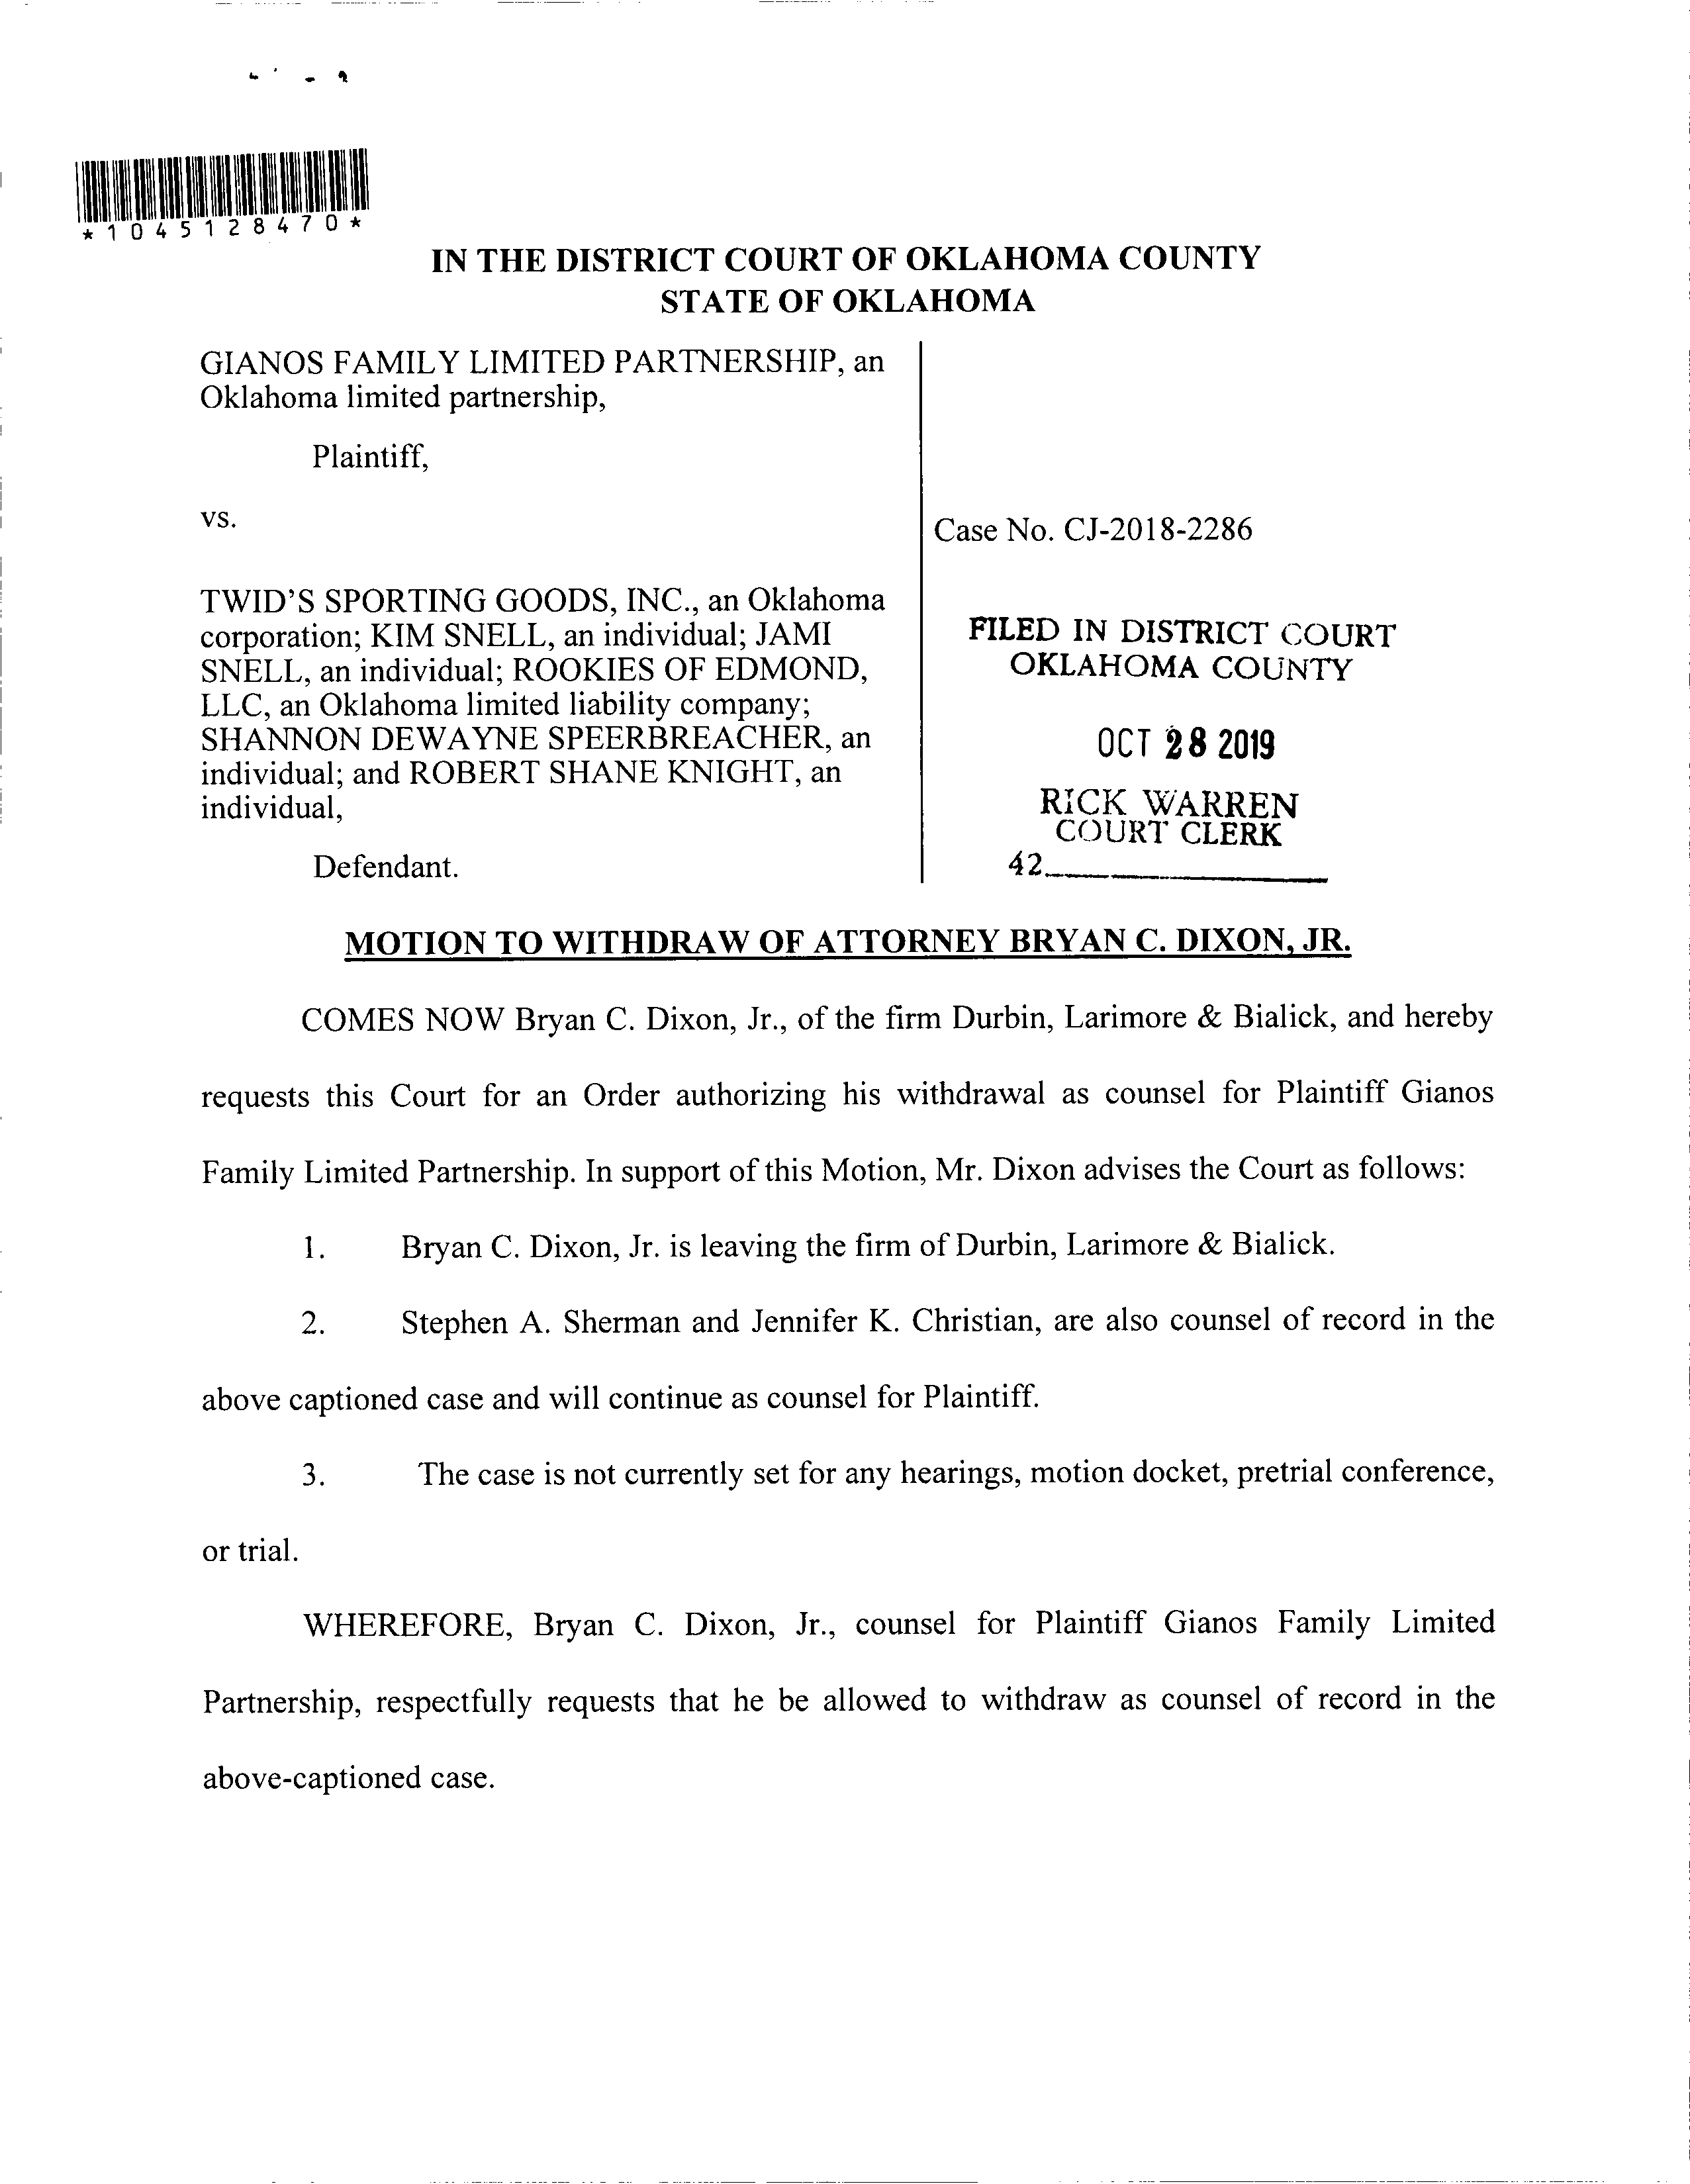 *1045128470*
IN THE DISTRICT COURT OF OKLAHOMA COUNTY
STATE OF OKLAHOMA
GIANOS FAMILY LIMITED PARTNERSHIP, an
Oklahoma limited partnership,
Plaintiff,
vs.
TWID'S SPORTING GOODS, INC., an Oklahoma
corporation; KIM SNELL, an individual; JAMI
SNELL, an individual; ROOKIES OF EDMOND,
LLC, an Oklahoma limited liability company;
SHANNON DEWAYNE SPEERBREACHER, an
individual; and ROBERT SHANE KNIGHT, an
individual,
Defendant.
Case No. CJ-2018-2286
FILED IN DISTRICT COURT
OKLAHOMA COUNTY
OCT 28 2019
RICK WARREN
COURT CLERK
42
MOTION TO WITHDRAW OF ATTORNEY BRYAN C. DIXON, JR.
COMES NOW Bryan C. Dixon, Jr., of the firm Durbin, Larimore & Bialick, and hereby
requests this Court for an Order authorizing his withdrawal as counsel for Plaintiff Gianos
Family Limited Partnership. In support of this Motion, Mr. Dixon advises the Court as follows:
1. Bryan C. Dixon, Jr. is leaving the firm of Durbin, Larimore & Bialick.
2. Stephen A. Sherman and Jennifer K. Christian, are also counsel of record in the
above captioned case and will continue as counsel for Plaintiff.
3. The case is not currently set for any hearings, motion docket, pretrial conference,
or trial.
WHEREFORE, Bryan C. Dixon, Jr., counsel for Plaintiff Gianos Family Limited
Partnership, respectfully requests that he be allowed to withdraw as counsel of record in the
above-captioned case.